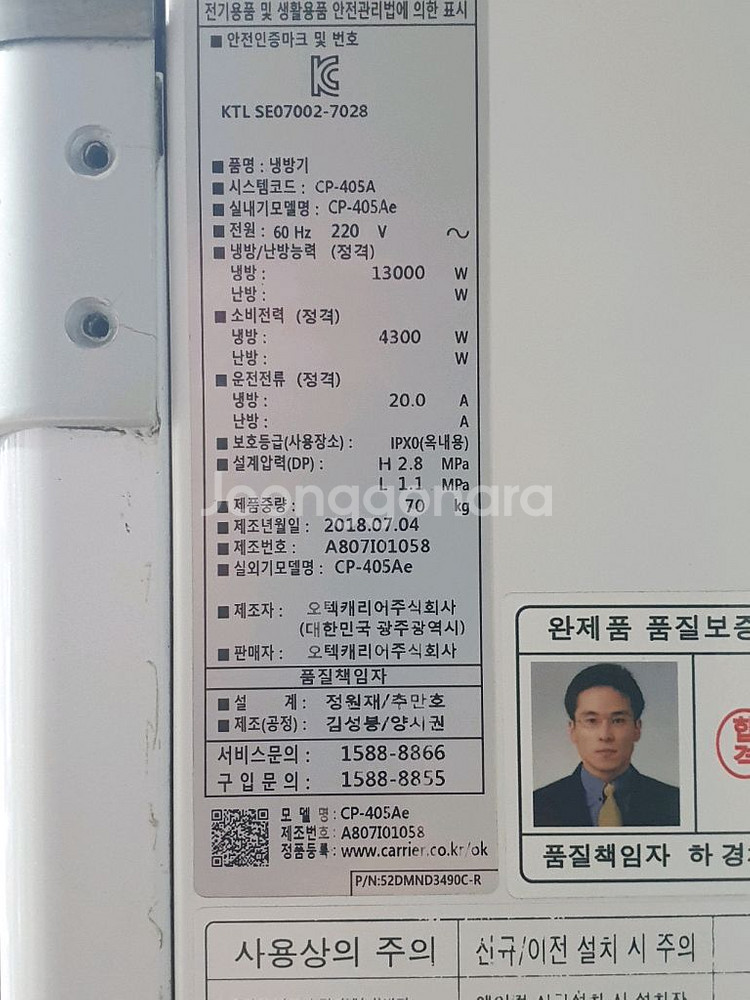 전기용품 및 생활용품 안전관리법에 의한 표시
■ 안전인증마크 및 번호
KC
KTL SE07002-7028
■ 품명 : 냉방기
■ 시스템코드 : CP-405A
■ 실내기모델명 : CP-405Ae
■ 전원 : 60 Hz 220 V ~
■ 냉방/난방능력 (정격)
냉방 : 13000 W
난방 : W
■ 소비전력 (정격)
냉방 : 4300 W
난방 : W
■ 운전전류 (정격)
냉방 : 20.0 A
난방 : A
■ 보호등급(사용장소) : IPX0(옥내용)
■ 설계압력(DP) : H 2.8 MPa
L 1.1 MPa
Joonggonara
■ 제품중량 : 70 kg
■ 제조년월일 : 2018.07.04
■ 제조번호 : A807I01058
■ 실외기모델명 : CP-405Ae
■ 제조자 : 오텍캐리어주식회사
(대한민국 광주광역시)
■ 판매자 : 오텍캐리어주식회사
품질책임자
■ 설 계 : 정원재/추만호
■ 제조(공정) : 김성봉/양시권
서비스문의 : 1588-8866
구입문의 : 1588-8855
모델명 : CP-405Ae
제조번호 : A807I01058
정품등록 : www.carrier.co.kr/ok
P/N:52DMND3490C-R
완제품 품질보증
합격
품질책임자 하 경
사용상의 주의
신규/이전 설치 시 주의